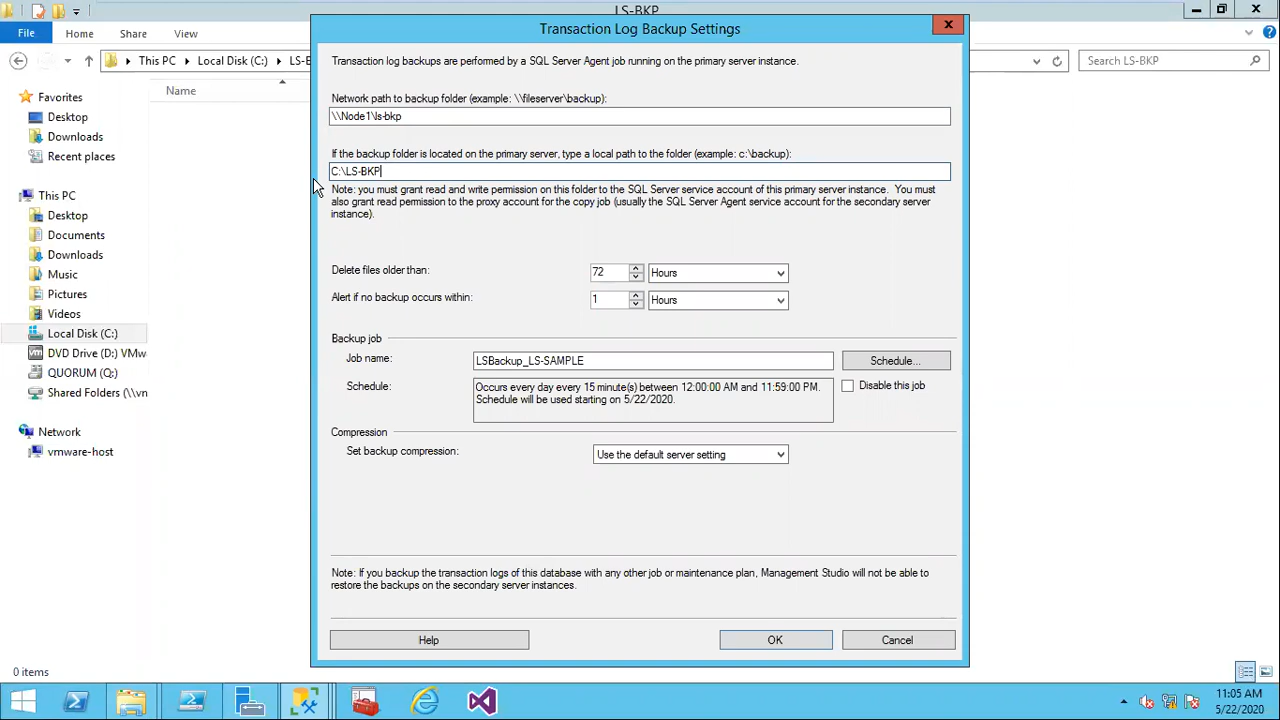 LS-BKP
File
Home
Share
View
This PC
Local Disk (C:)
LS-B
Search LS-BKP
Name
Favorites
Desktop
Downloads
Recent places
This PC
Desktop
Documents
Downloads
Music
Pictures
Videos
Local Disk (C:)
DVD Drive (D:) VMw
QUORUM (Q:)
Shared Folders (\\vn
Network
vmware-host
0 items
Transaction Log Backup Settings
Transaction log backups are performed by a SQL Server Agent job running on the primary server instance.
Network path to backup folder (example: \\fileserver\backup):
\\Node1\ls-bkp
If the backup folder is located on the primary server, type a local path to the folder (example: c:\backup):
C:\LS-BKP
Note: you must grant read and write permission on this folder to the SQL Server service account of this primary server instance. You must
also grant read permission to the proxy account for the copy job (usually the SQL Server Agent service account for the secondary server
instance).
Delete files older than:
72
Hours
Alert if no backup occurs within:
1
Hours
Backup job
Job name:
LSBackup_LS-SAMPLE
Schedule...
Schedule:
Occurs every day every 15 minute(s) between 12:00:00 AM and 11:59:00 PM.
Schedule will be used starting on 5/22/2020.
Disable this job
Compression
Set backup compression:
Use the default server setting
Note: If you backup the transaction logs of this database with any other job or maintenance plan, Management Studio will not be able to
restore the backups on the secondary server instances.
Help
OK
Cancel
11:05 AM
5/22/2020